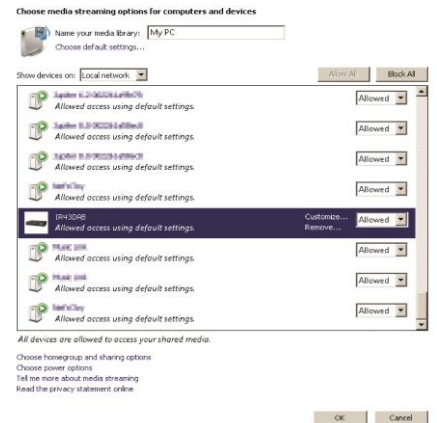 Choose media streaming options for computers and devices
Name your media library: My PC
Choose default settings...
Show devices on: Local network Allow All Block All
Allowed access using default settings. Allowed
Allowed access using default settings. Allowed
Allowed access using default settings. Allowed
Allowed access using default settings. Allowed
IR43DAB Customize... Allowed
Allowed access using default settings. Remove...
Allowed access using default settings. Allowed
Allowed access using default settings. Allowed
Allowed access using default settings. Allowed
All devices are allowed to access your shared media.
Choose homegroup and sharing options
Choose power options
Tell me more about media streaming
Read the privacy statement online
OK Cancel